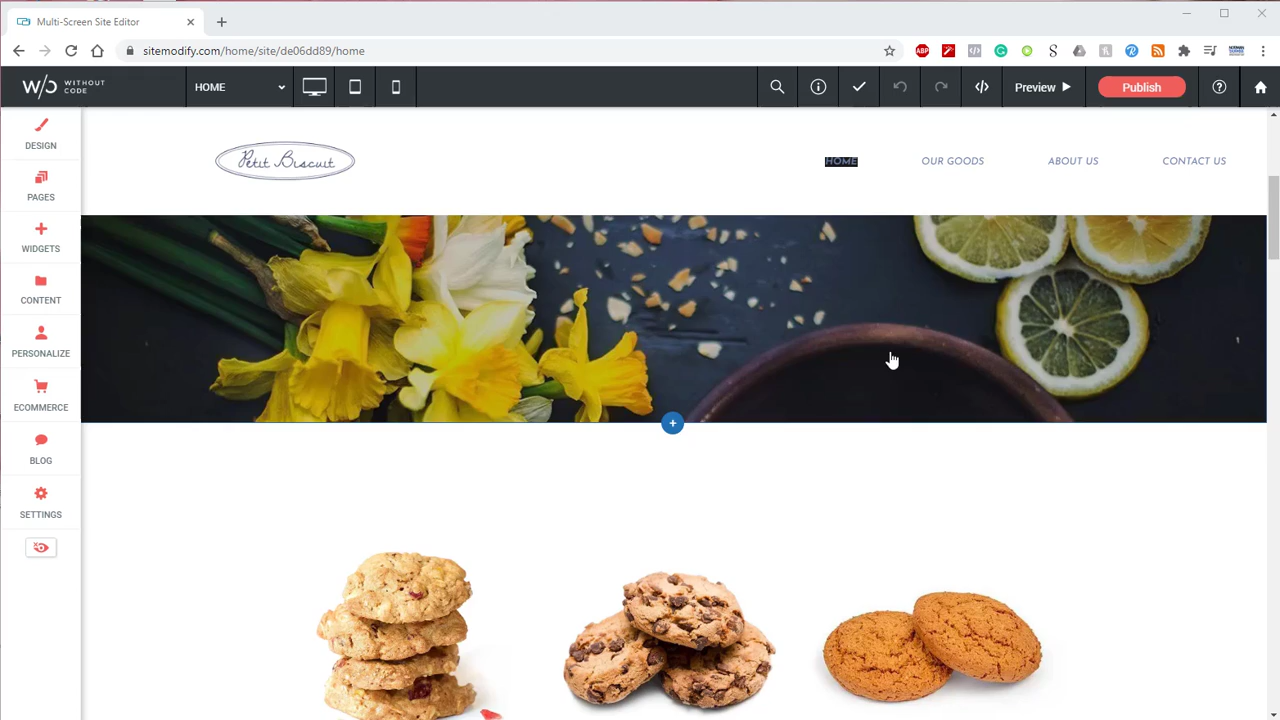 Multi-Screen Site Editor
sitemodify.com/home/site/de06dd89/home
ABP
W/O WITHOUT CODE
HOME
Preview
Publish
DESIGN
PAGES
WIDGETS
CONTENT
PERSONALIZE
ECOMMERCE
BLOG
SETTINGS
Petit Biscuit
HOME
OUR GOODS
ABOUT US
CONTACT US